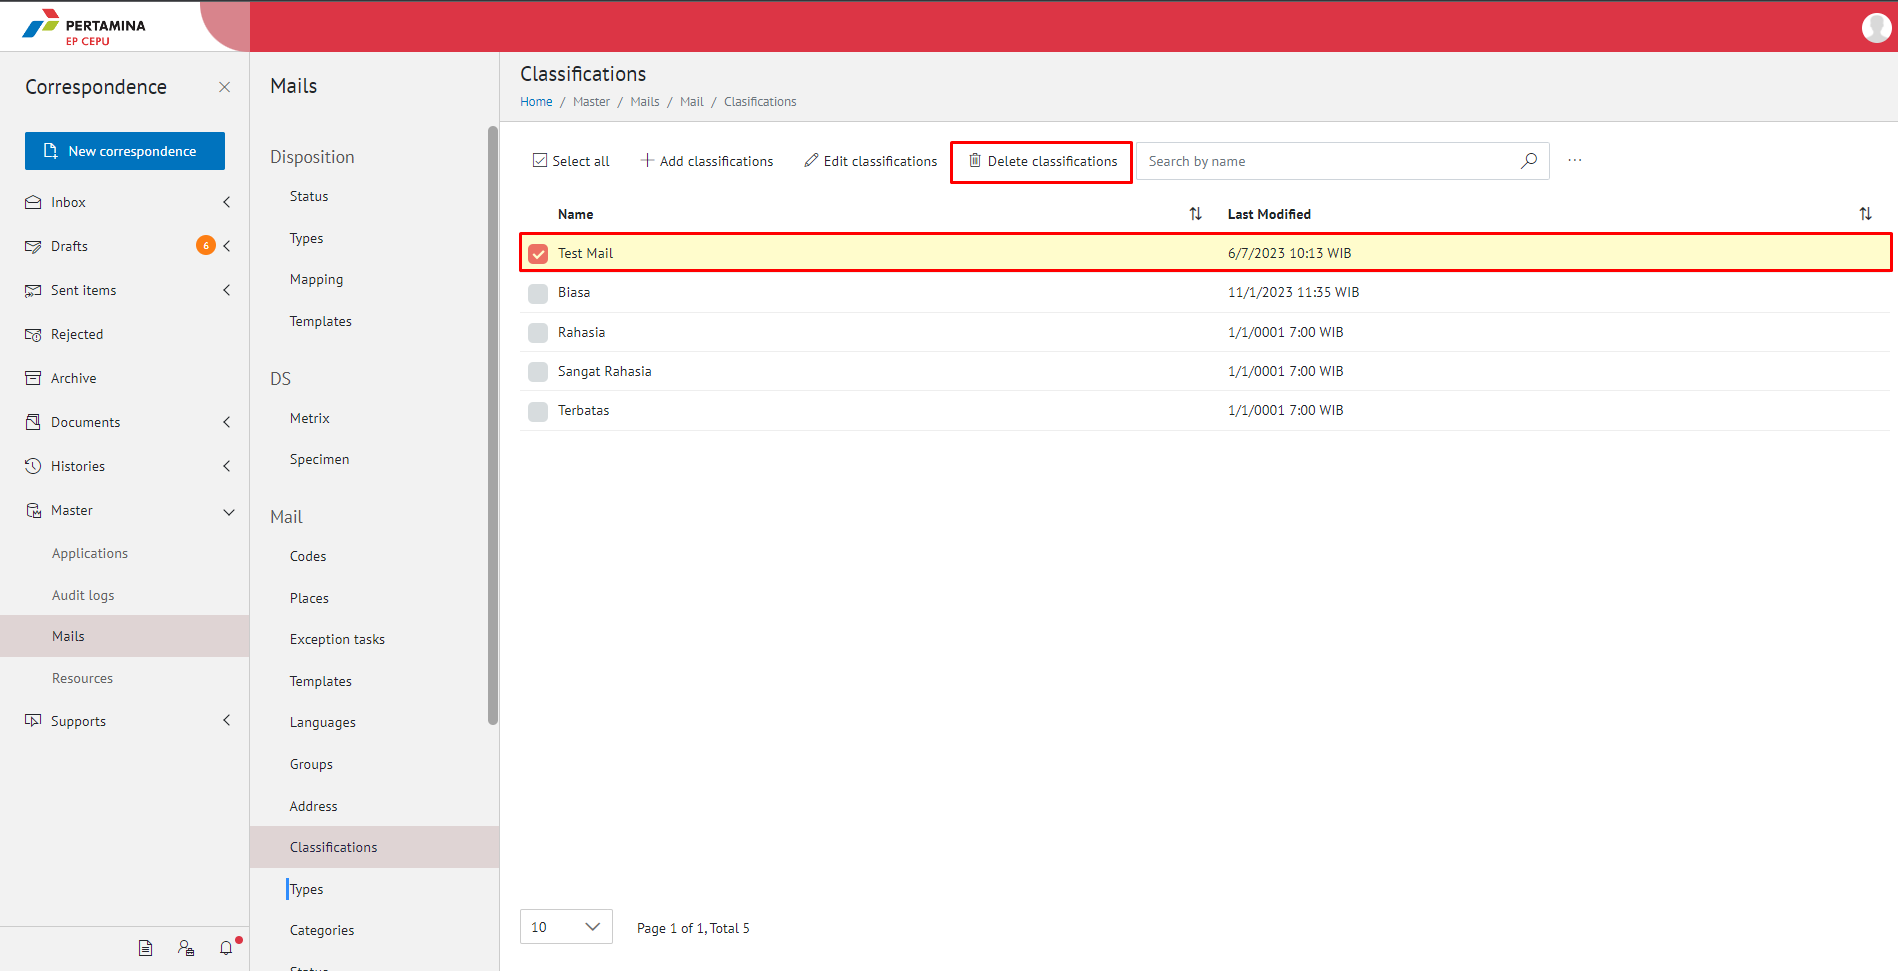 PERTAMINA
EP CEPU
Correspondence
New correspondence
Inbox
Drafts
6
Sent items
Rejected
Archive
Documents
Histories
Master
Applications
Audit logs
Mails
Resources
Supports
Mails
Disposition
Status
Types
Mapping
Templates
DS
Metrix
Specimen
Mail
Codes
Places
Exception tasks
Templates
Languages
Groups
Address
Classifications
Types
Categories
Status
Classifications
Home / Master / Mails / Mail / Clasifications
Select all Add classifications Edit classifications Delete classifications Search by name ...
Name Last Modified
Test Mail 6/7/2023 10:13 WIB
Biasa 11/1/2023 11:35 WIB
Rahasia 1/1/0001 7:00 WIB
Sangat Rahasia 1/1/0001 7:00 WIB
Terbatas 1/1/0001 7:00 WIB
10 Page 1 of 1, Total 5